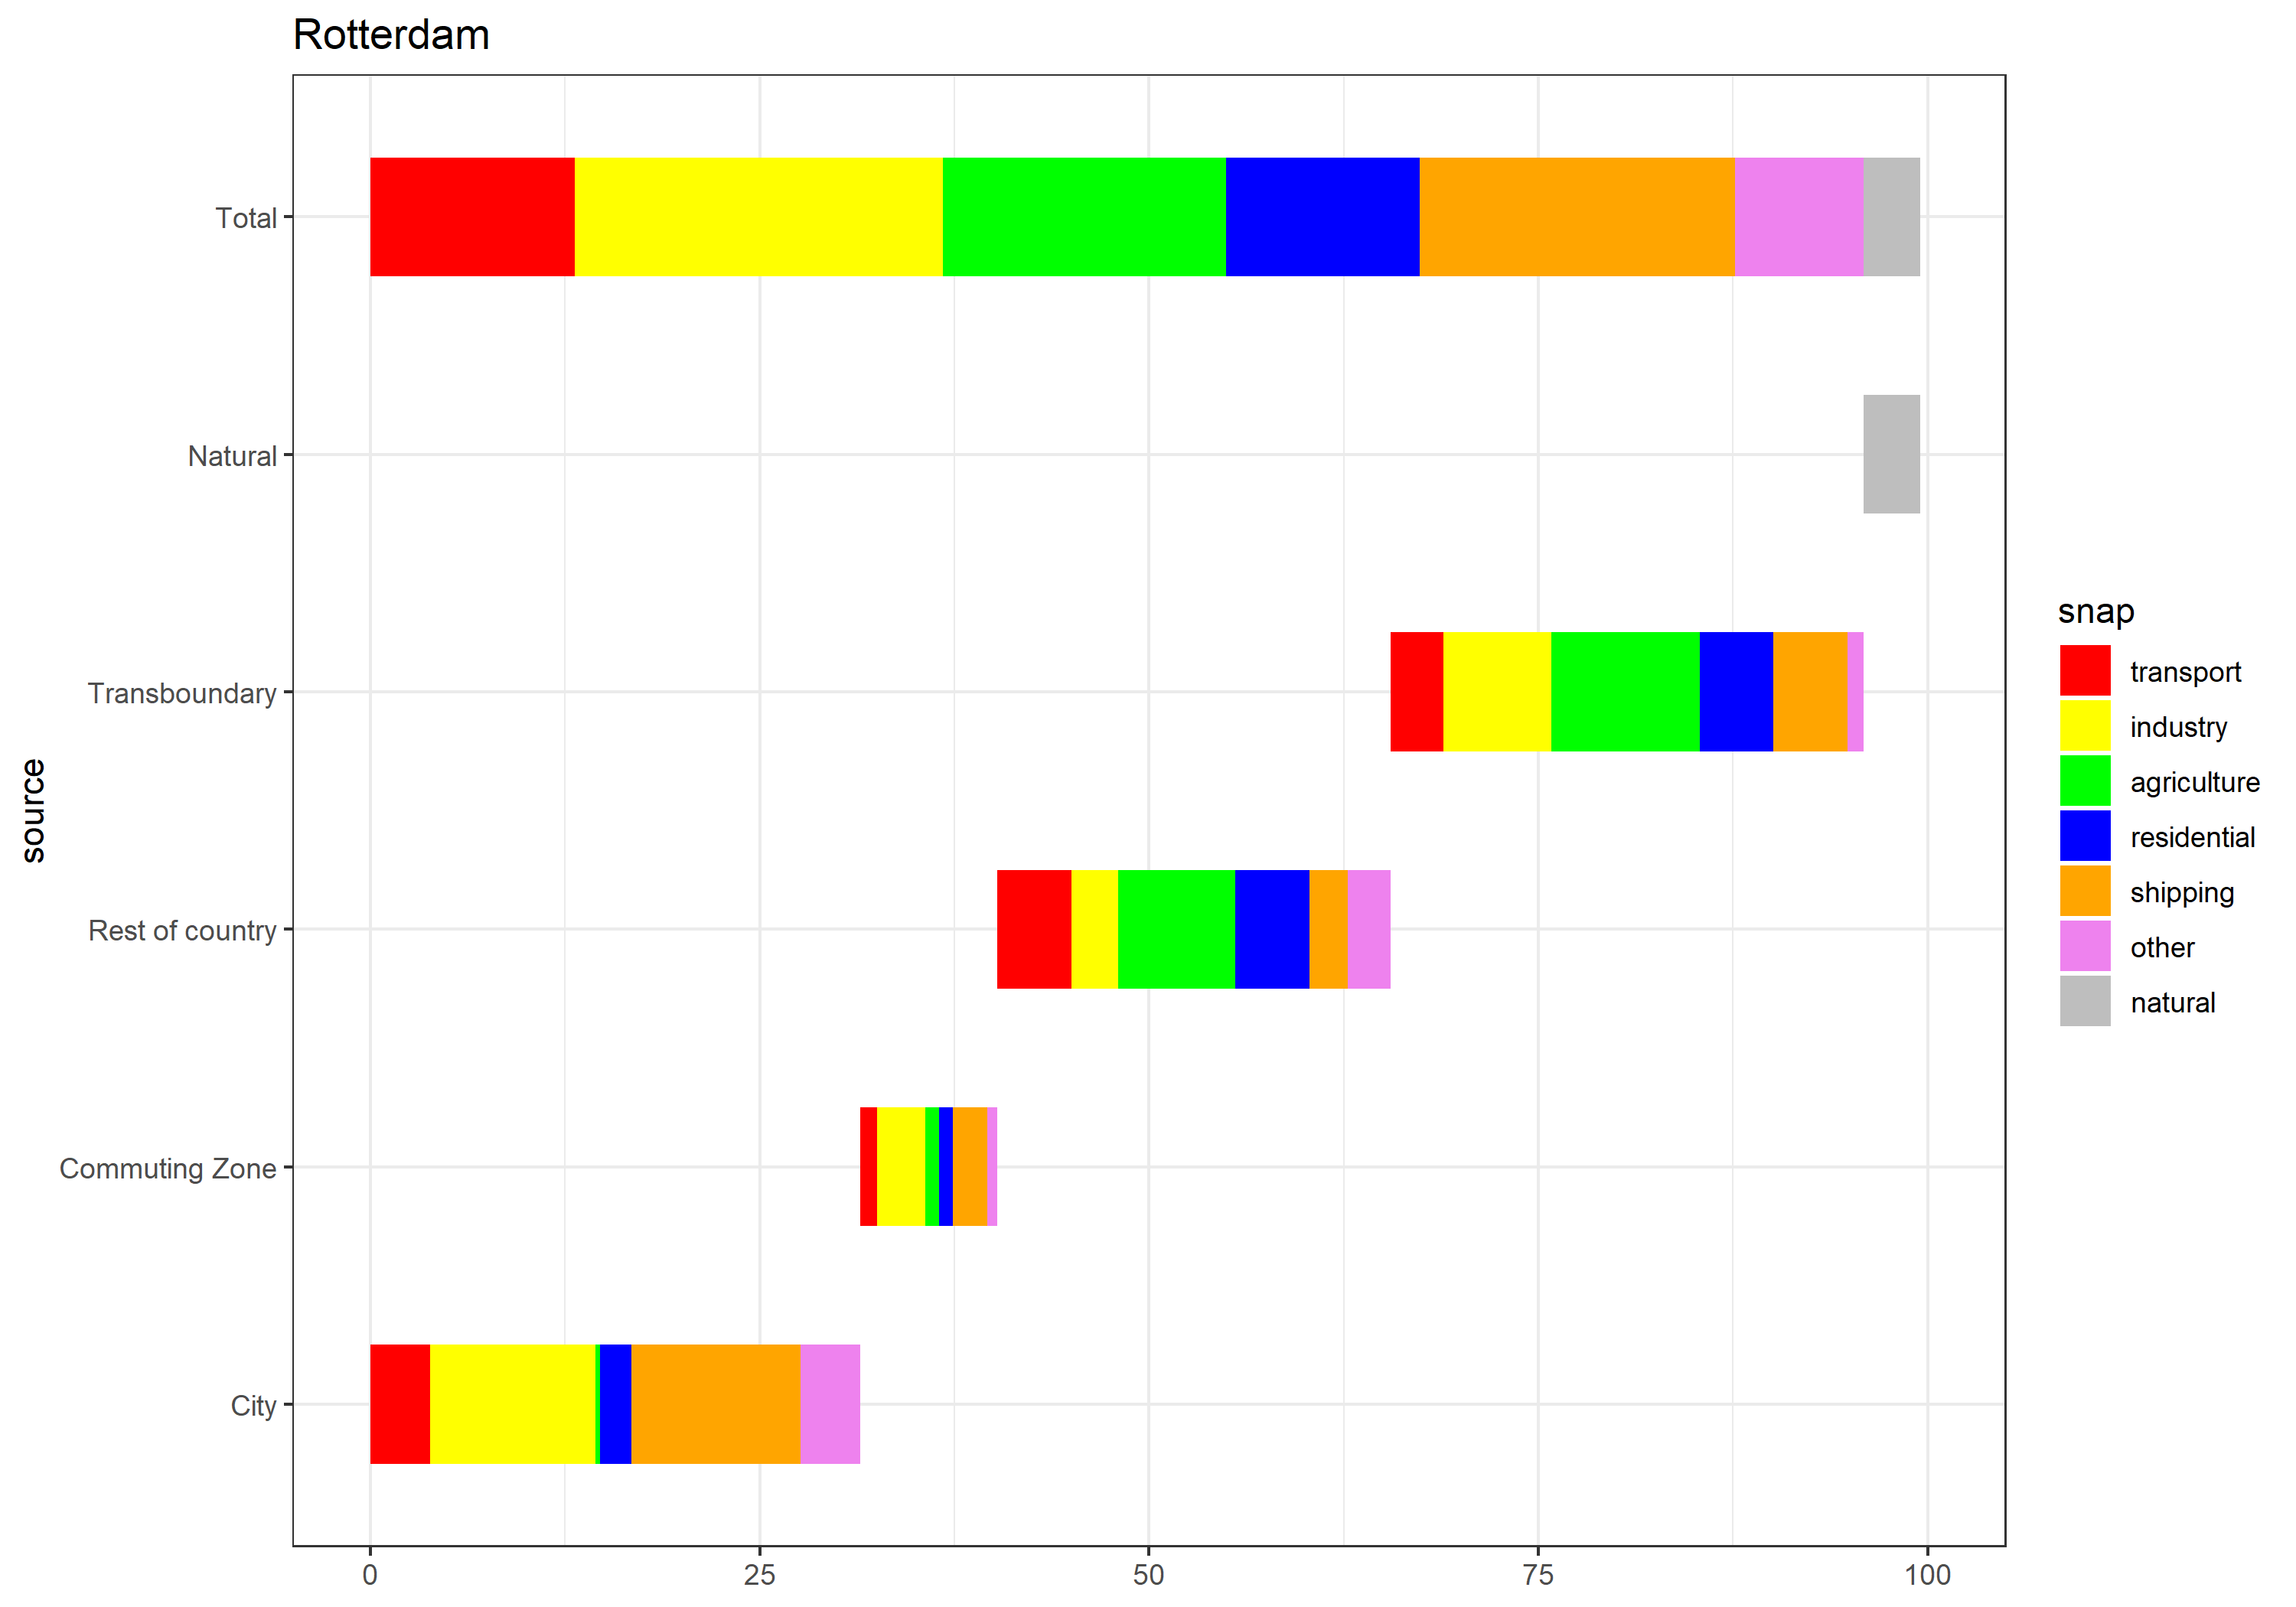 Rotterdam
Total
Natural
Transboundary
Rest of country
Commuting Zone
City
source
0 25 50 75 100
snap
transport
industry
agriculture
residential
shipping
other
natural